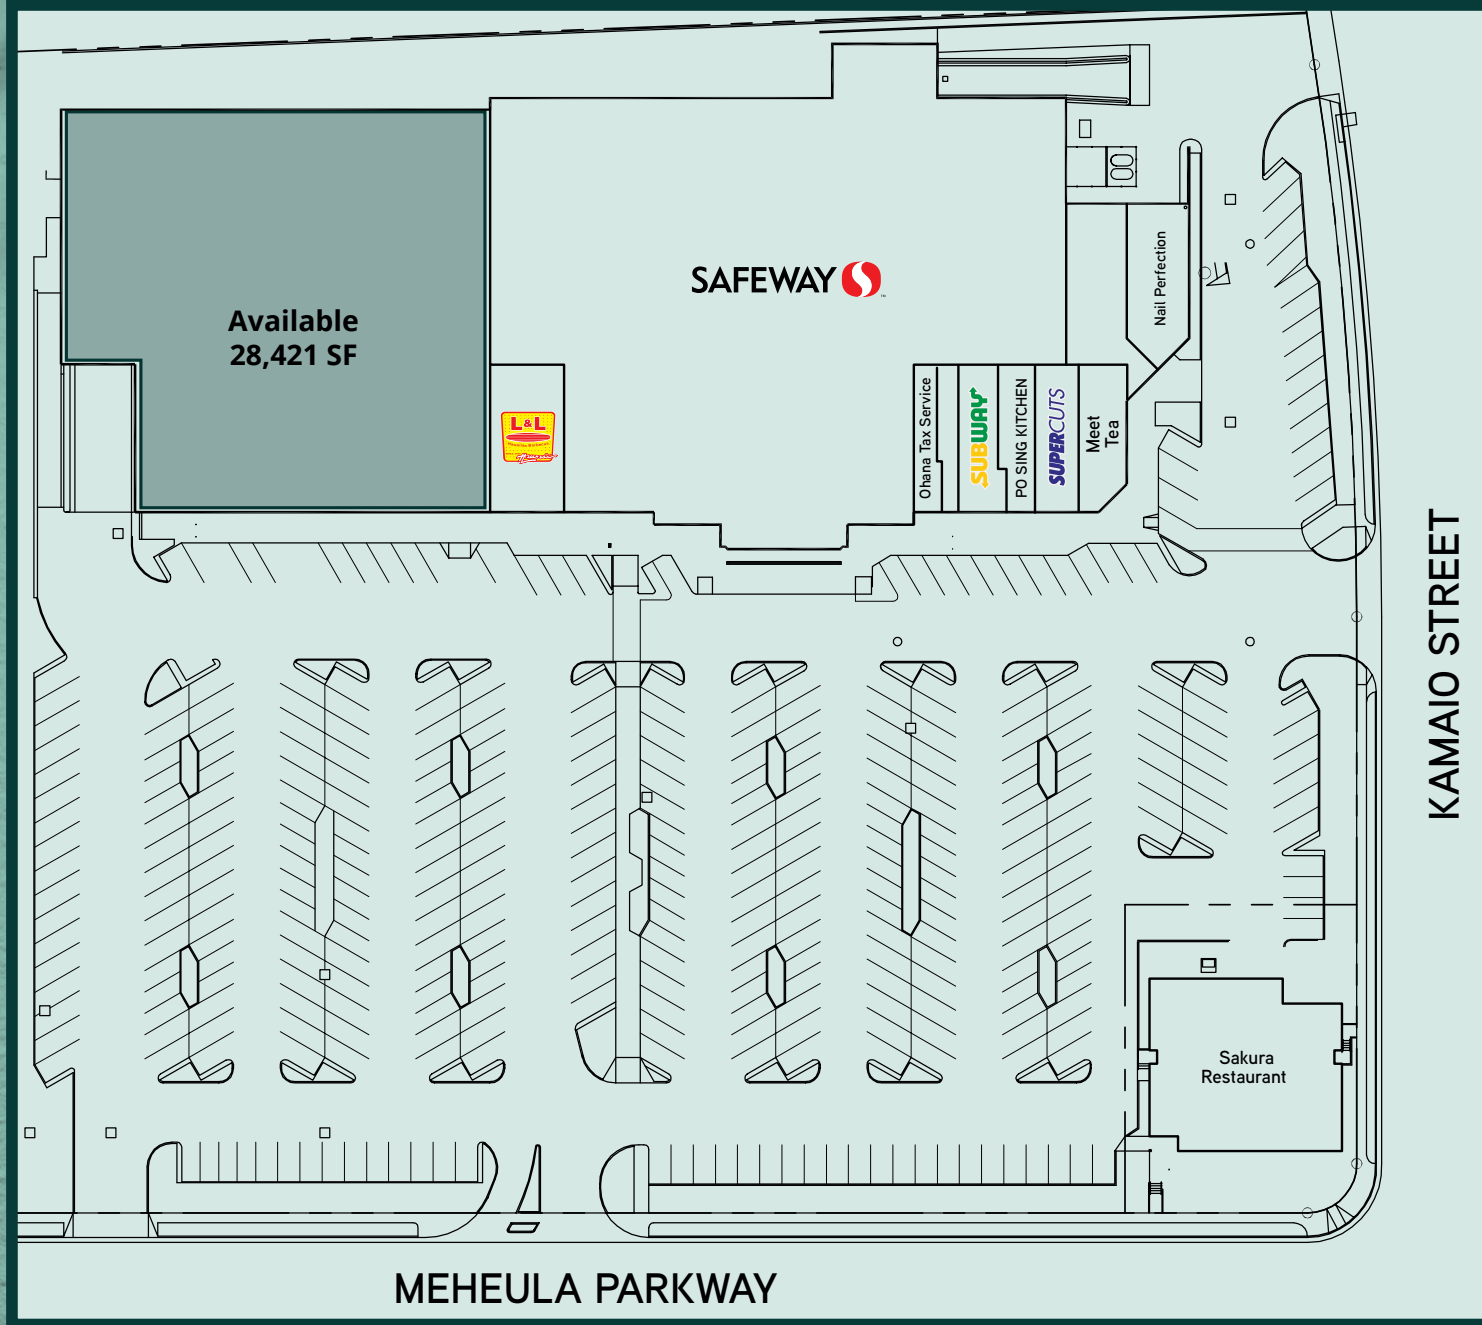 SAFEWAY
Available
28,421 SF
Nail Perfection
L&L
Ohana Tax Service
SUBWAY
PO SING KITCHEN
SUPERCUTS
Meet
Tea
KAMAIO STREET
Sakura
Restaurant
MEHEULA PARKWAY